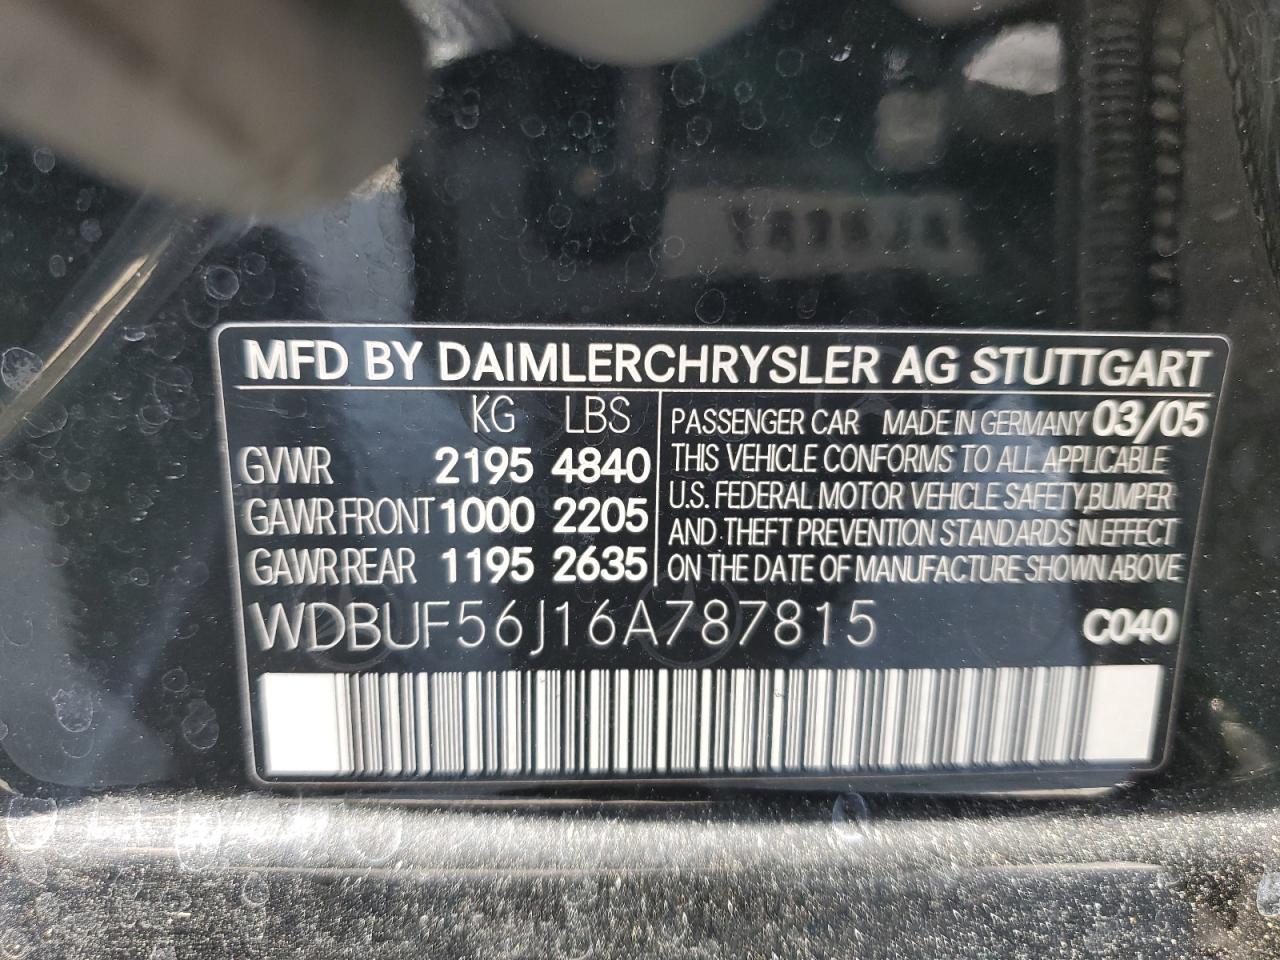 MFD BY DAIMLERCHRYSLER AG STUTTGART
KG LBS
GVWR 2195 4840
GAWR FRONT 1000 2205
GAWR REAR 1195 2635
PASSENGER CAR MADE IN GERMANY 03/05
THIS VEHICLE CONFORMS TO ALL APPLICABLE
U.S. FEDERAL MOTOR VEHICLE SAFETY,BUMPER
AND THEFT PREVENTION STANDARDS IN EFFECT
ON THE DATE OF MANUFACTURE SHOWN ABOVE
WDBUF56J16A787815 C040